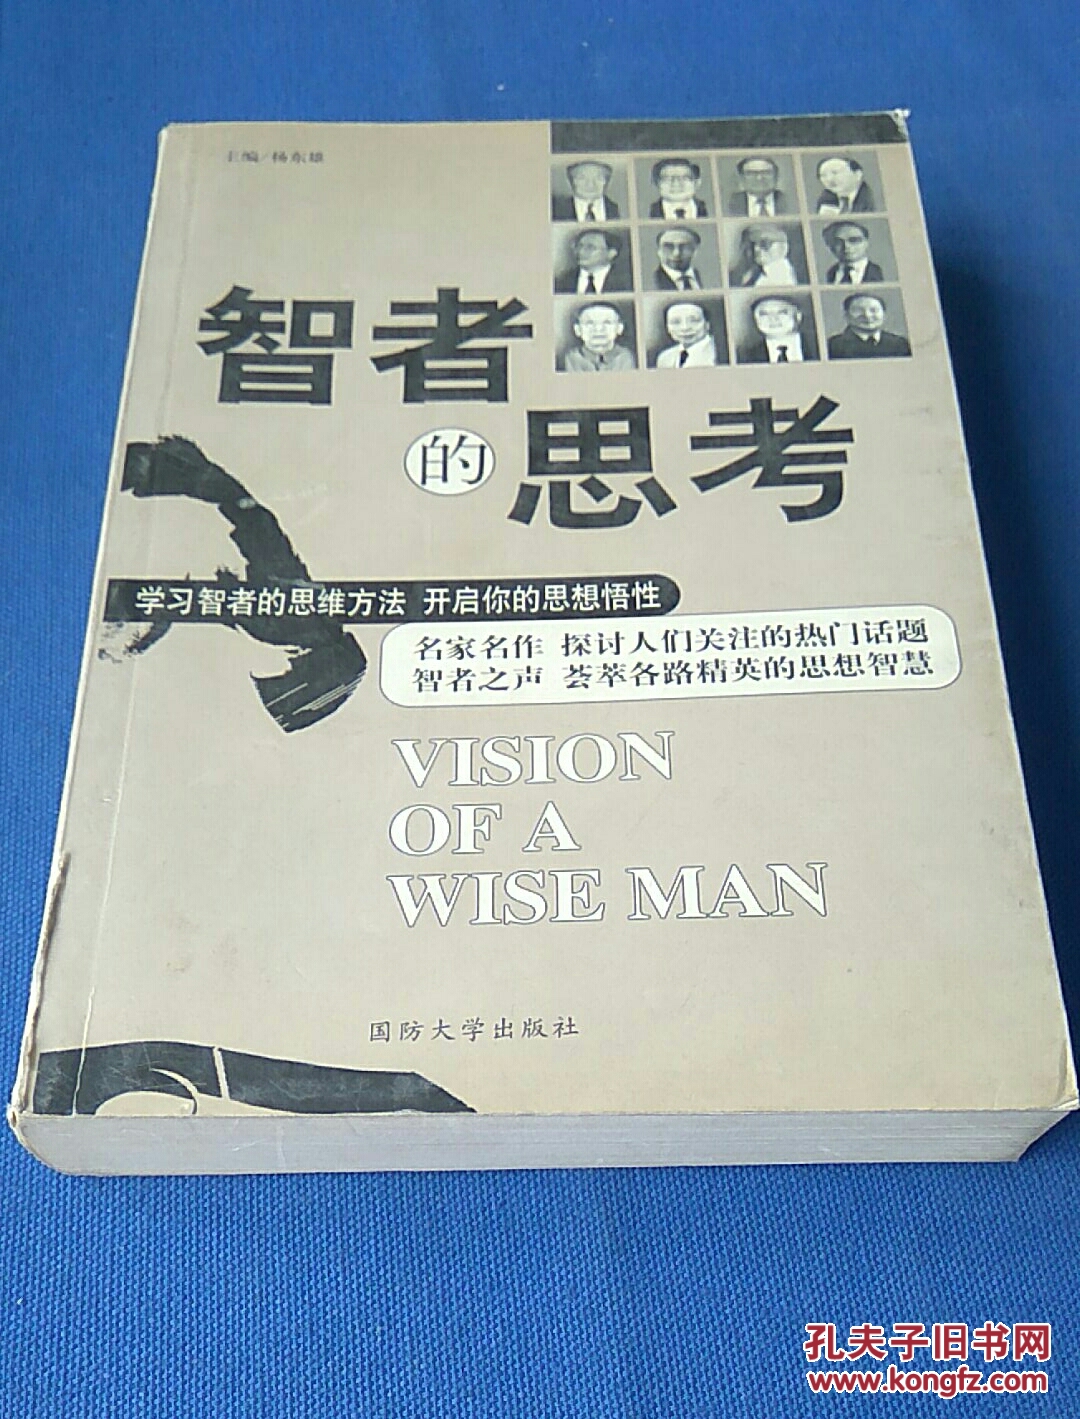 主编/杨东雄
智者
的思考
学习智者的思维方法 开启你的思想悟性
名家名作 探讨人们关注的热门话题
智者之声 荟萃各路精英的思想智慧
VISION
OF A
WISE MAN
国防大学出版社
孔夫子旧书网
www.kongfz.com